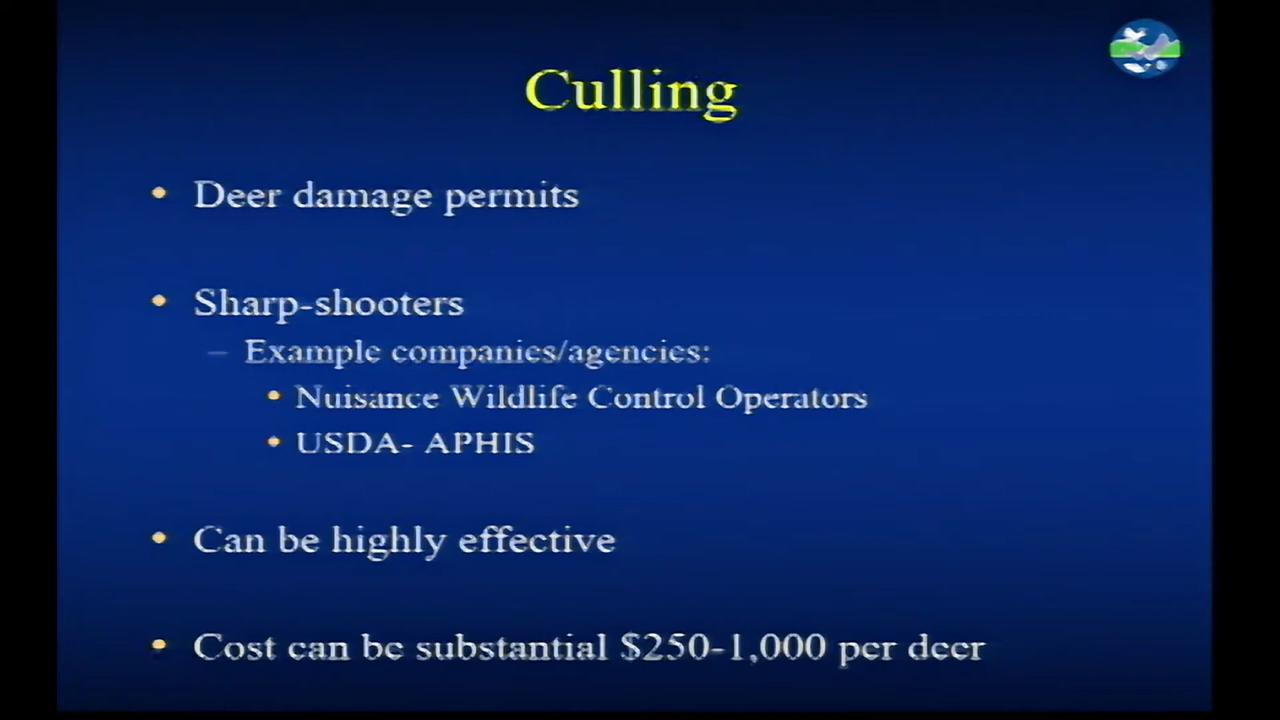 Culling
• Deer damage permits
• Sharp-shooters
– Example companies/agencies:
• Nuisance Wildlife Control Operators
• USDA- APHIS
• Can be highly effective
• Cost can be substantial $250-1,000 per deer